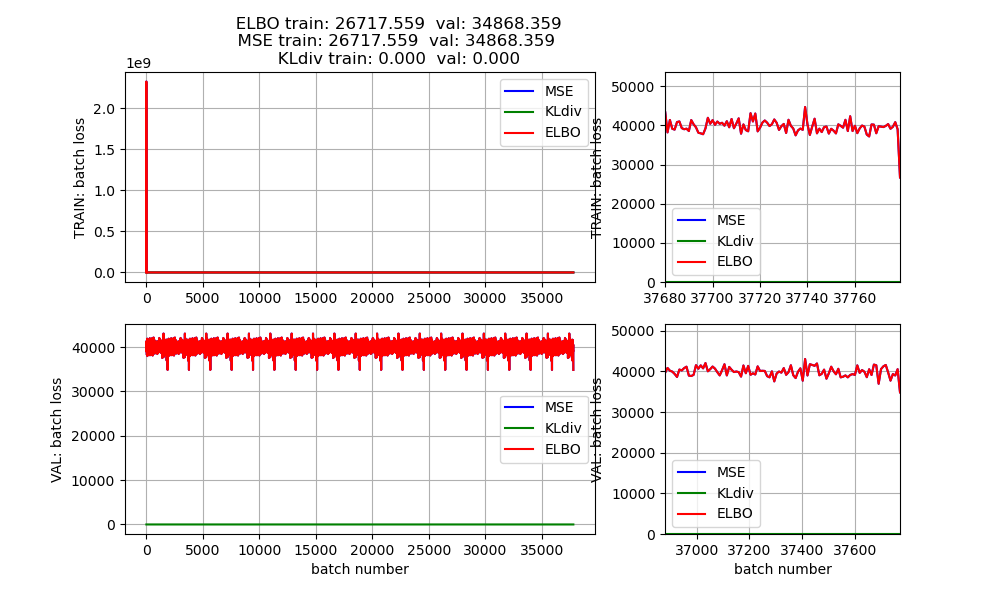 ELBO train: 26717.559  val: 34868.359
MSE train: 26717.559  val: 34868.359
KLdiv train: 0.000  val: 0.000
1e9
2.0
1.5
1.0
0.5
0.0
TRAIN: batch loss
MSE
KLdiv
ELBO
0 5000 10000 15000 20000 25000 30000 35000
50000
40000
30000
20000
10000
0
TRAIN: batch loss
MSE
KLdiv
ELBO
37680 37700 37720 37740 37760
40000
30000
20000
10000
0
VAL: batch loss
MSE
KLdiv
ELBO
0 5000 10000 15000 20000 25000 30000 35000
batch number
50000
40000
30000
20000
10000
0
VAL: batch loss
MSE
KLdiv
ELBO
37000 37200 37400 37600
batch number